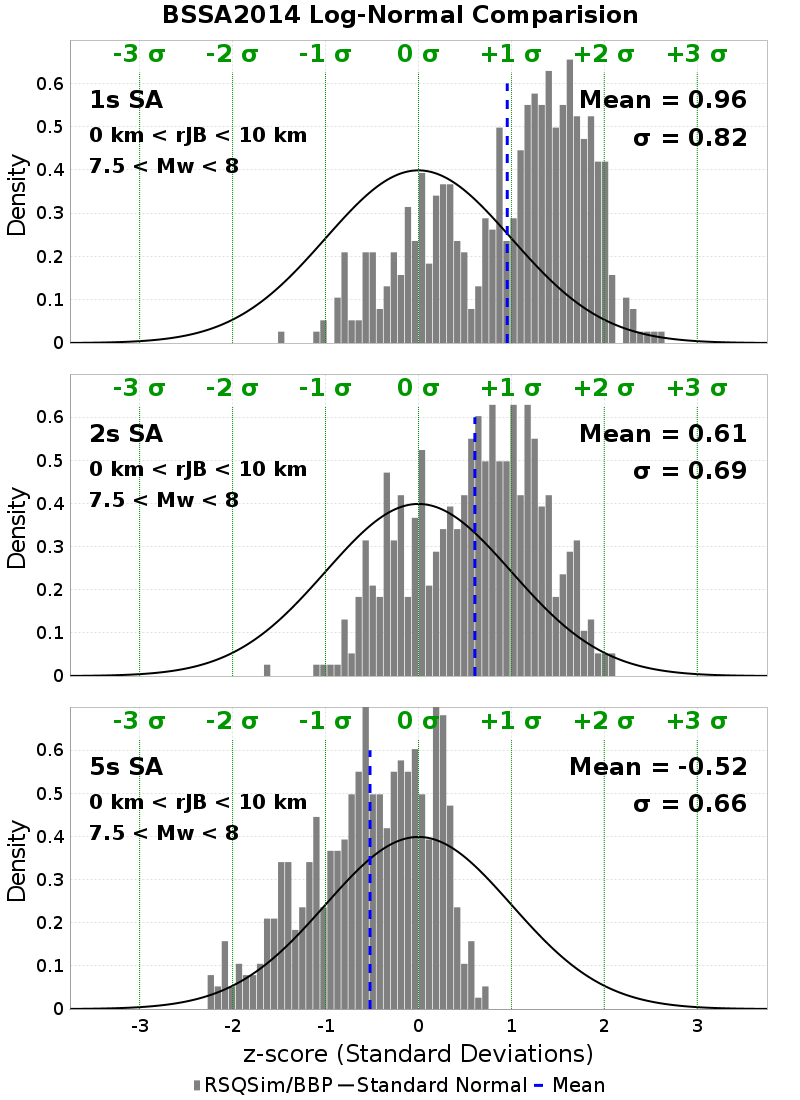 BSSA2014 Log-Normal Comparision
-3 σ -2 σ -1 σ 0 σ +1 σ +2 σ +3 σ
1s SA
0 km < rJB < 10 km
7.5 < Mw < 8
Mean = 0.96
σ = 0.82
Density
0.6
0.5
0.4
0.3
0.2
0.1
0
-3 σ -2 σ -1 σ 0 σ +1 σ +2 σ +3 σ
2s SA
0 km < rJB < 10 km
7.5 < Mw < 8
Mean = 0.61
σ = 0.69
Density
0.6
0.5
0.4
0.3
0.2
0.1
0
-3 σ -2 σ -1 σ 0 σ +1 σ +2 σ +3 σ
5s SA
0 km < rJB < 10 km
7.5 < Mw < 8
Mean = -0.52
σ = 0.66
Density
0.6
0.5
0.4
0.3
0.2
0.1
0
-3 -2 -1 0 1 2 3
z-score (Standard Deviations)
RSQSim/BBP Standard Normal Mean